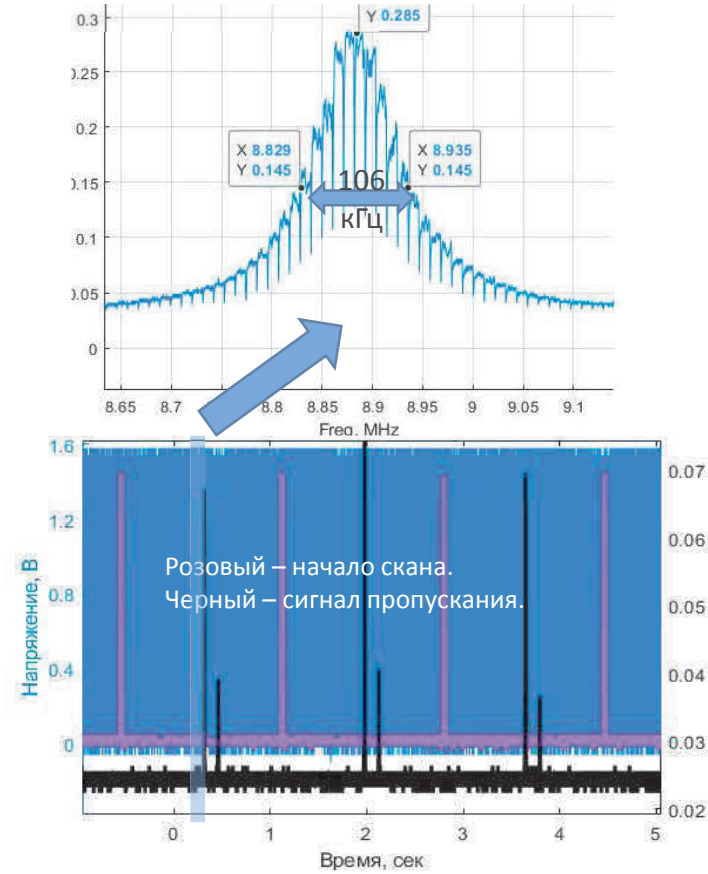 0.3
Y 0.285
0.25
0.2
X 8.829
Y 0.145
X 8.935
Y 0.145
0.15
106
кГц
0.1
0.05
0
8.65 8.7 8.8 8.85 8.9 8.95 9 9.05 9.1
Freq. MHz
1.6
1.2
0.8
0.4
0
Напряжение, В
Розовый – начало скана.
Черный – сигнал пропускания.
0.07
0.06
0.05
0.04
0.03
0.02
0 1 2 3 4 5
Время, сек